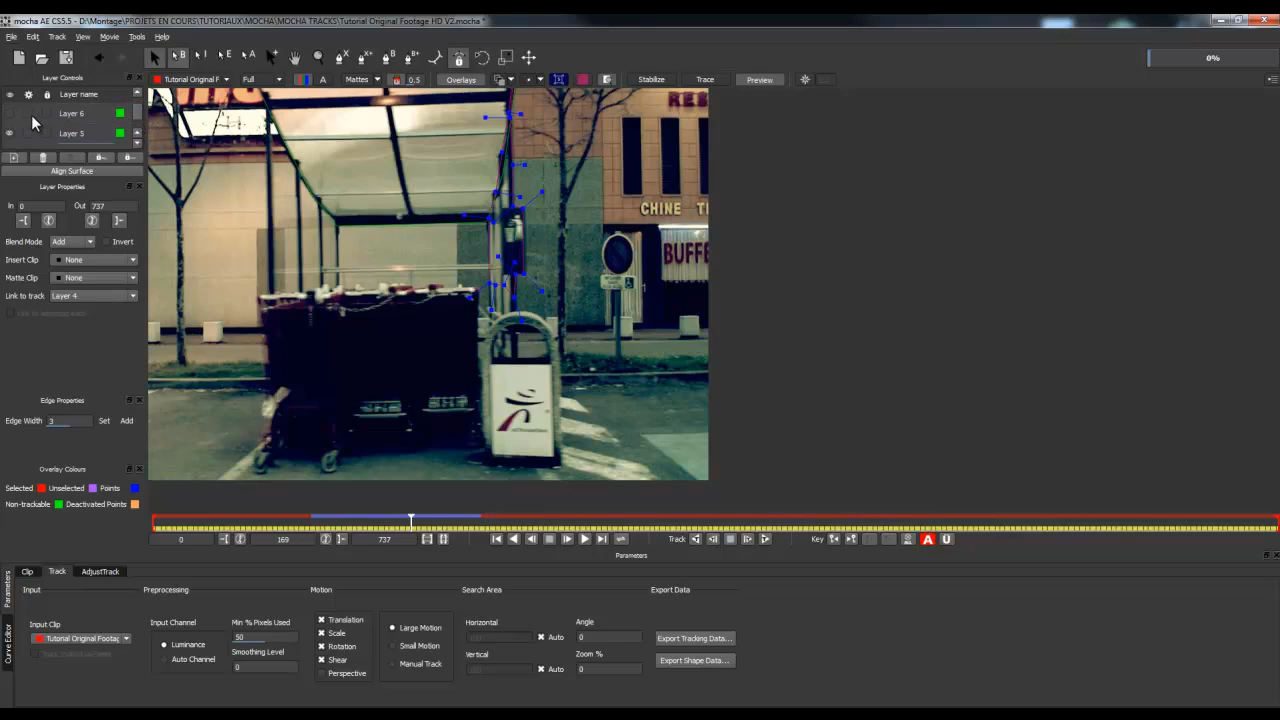 mocha AE CS5.5 - D:\Montage\PROJETS EN COURS\TUTORIAUX\MOCHA\MOCHA TRACKS\Tutorial Original Footage HD V2.mocha *
File Edit View Movie Tools Help
0%
Layer Controls
Tutorial Original F Full A Mattes 0.5 Overlays Stabilize Trace Preview
Layer name
Layer 6
Layer 5
Align Surface
Layer Properties
In 0 Out 737
Blend Mode Add Invert
Insert Clip None
Matte Clip None
Link to track Layer 4
Edge Properties
Edge Width 3 Set Add
Overlay Colours
Selected Unselected Points
Non-trackable Deactivated Points
RES
CHINE T
BUFFE
0 169 737 Track Key A Ü
Parameters
Clip Track AdjustTrack
Parameters
Curve Editor
Input Preprocessing Motion Search Area Export Data
Input Clip
Tutorial Original Footag
Input Channel
Luminance
Auto Channel
Min % Pixels Used
50
Smoothing Level
0
Translation
Scale
Rotation
Shear
Perspective
Large Motion
Small Motion
Manual Track
Horizontal
Auto
Vertical
Auto
Angle
0
Zoom %
0
Export Tracking Data...
Export Shape Data...